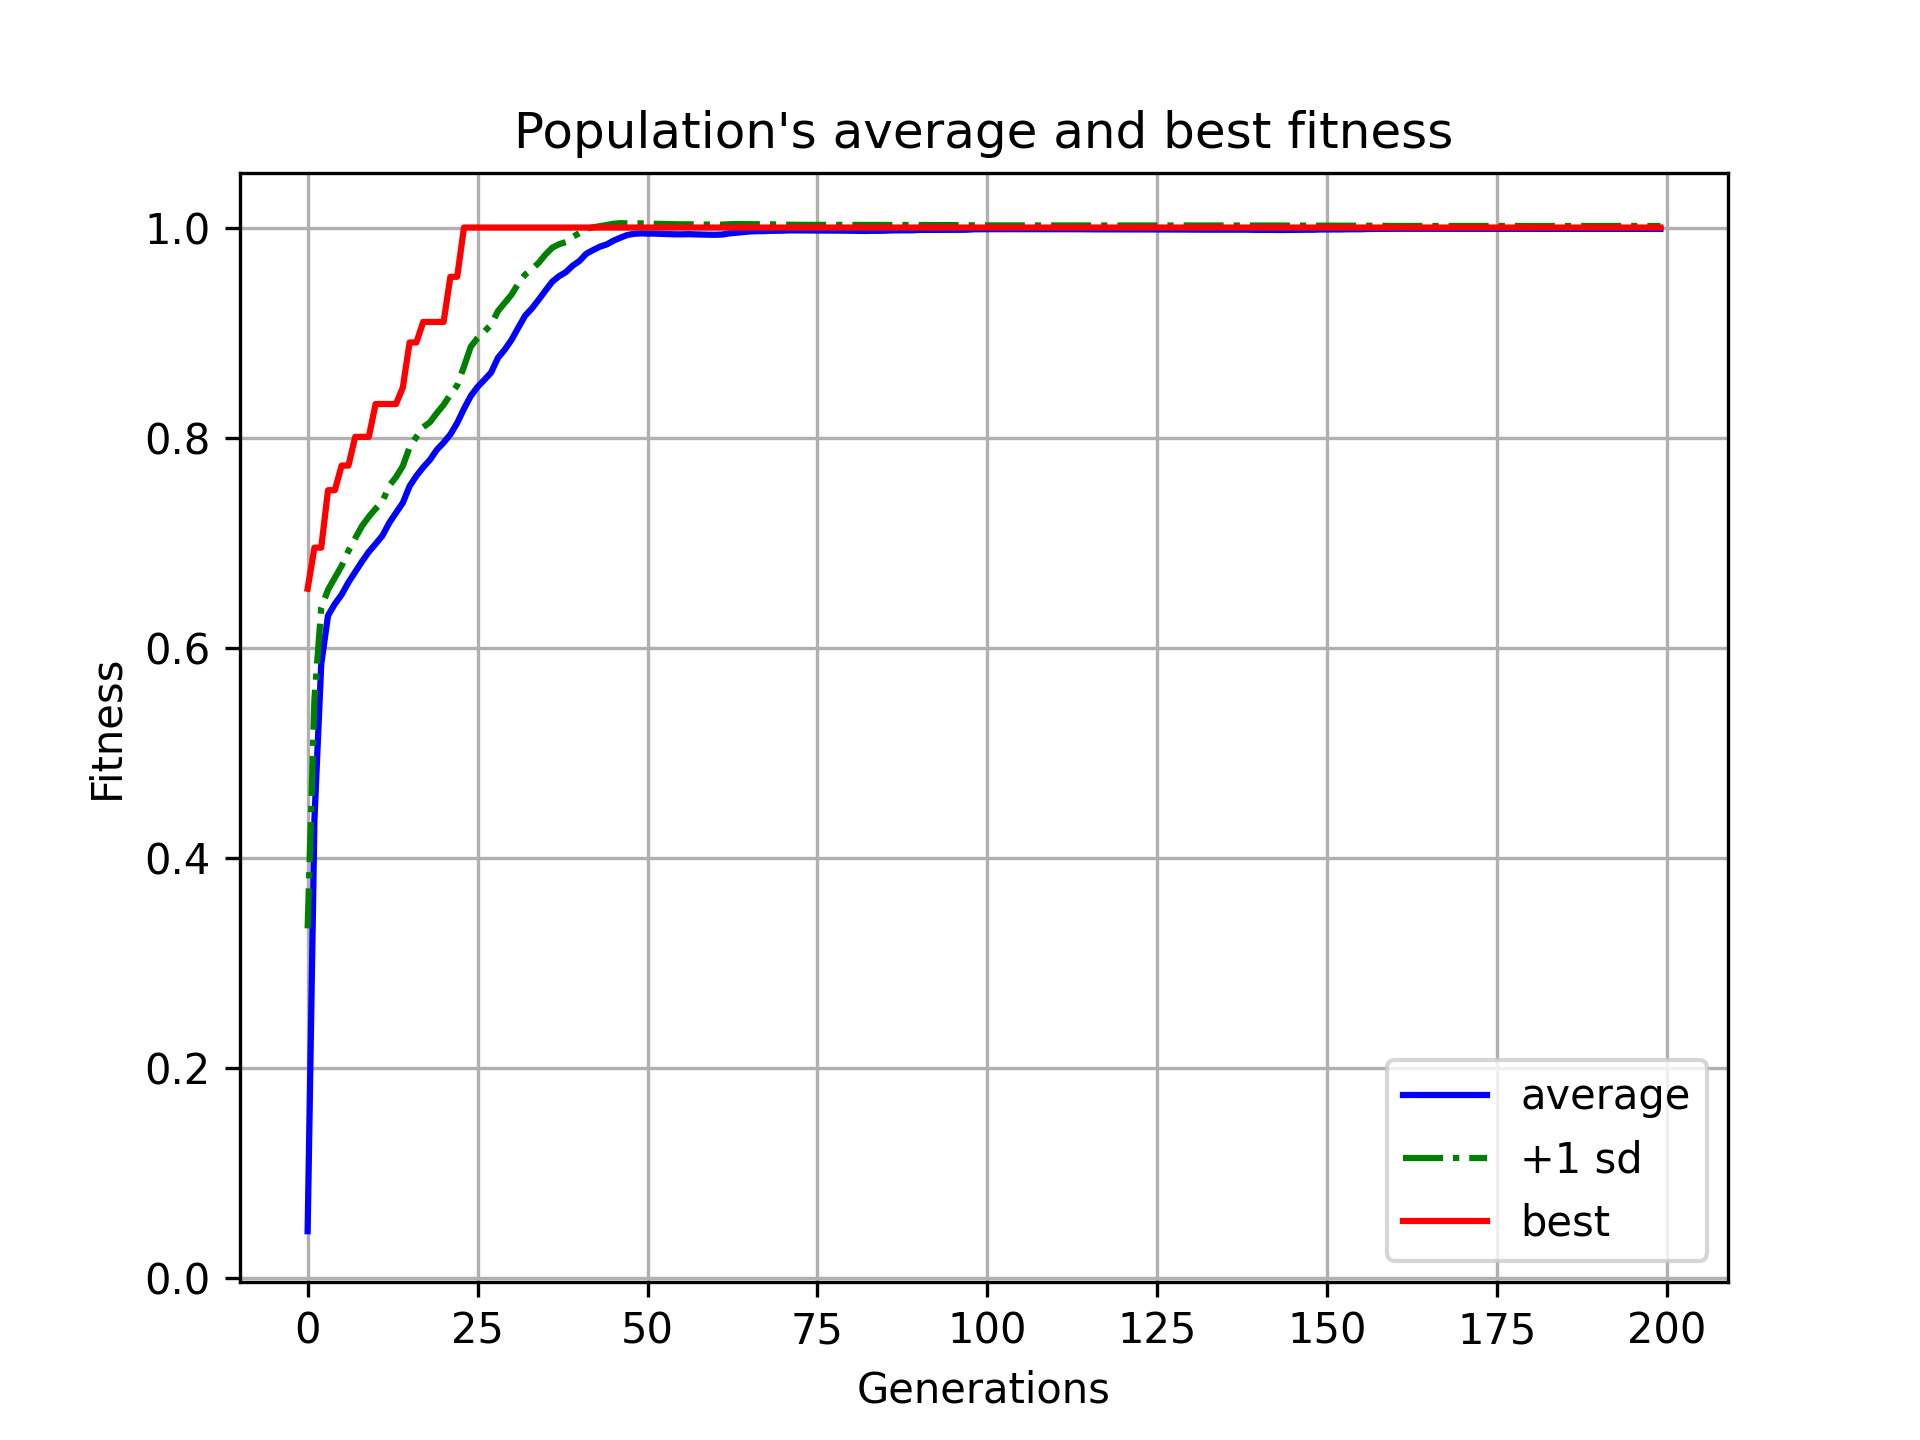 Population's average and best fitness
1.0
0.8
0.6
0.4
0.2
0.0
Fitness
0 25 50 75 100 125 150 175 200
Generations
average
+1 sd
best